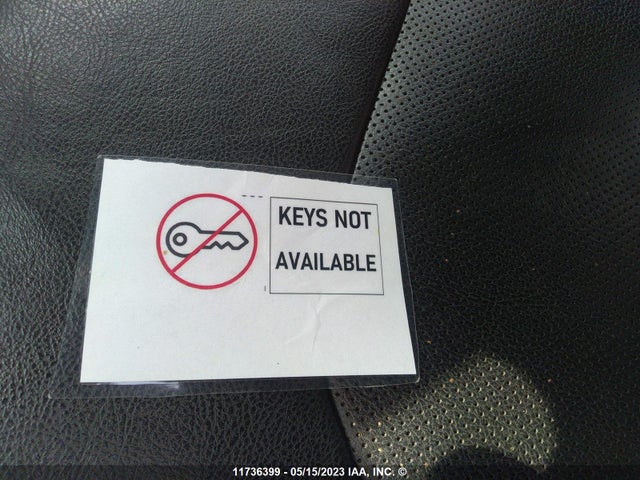 KEYS NOT
AVAILABLE
11736399 - 05/15/2023 IAA, INC. ©